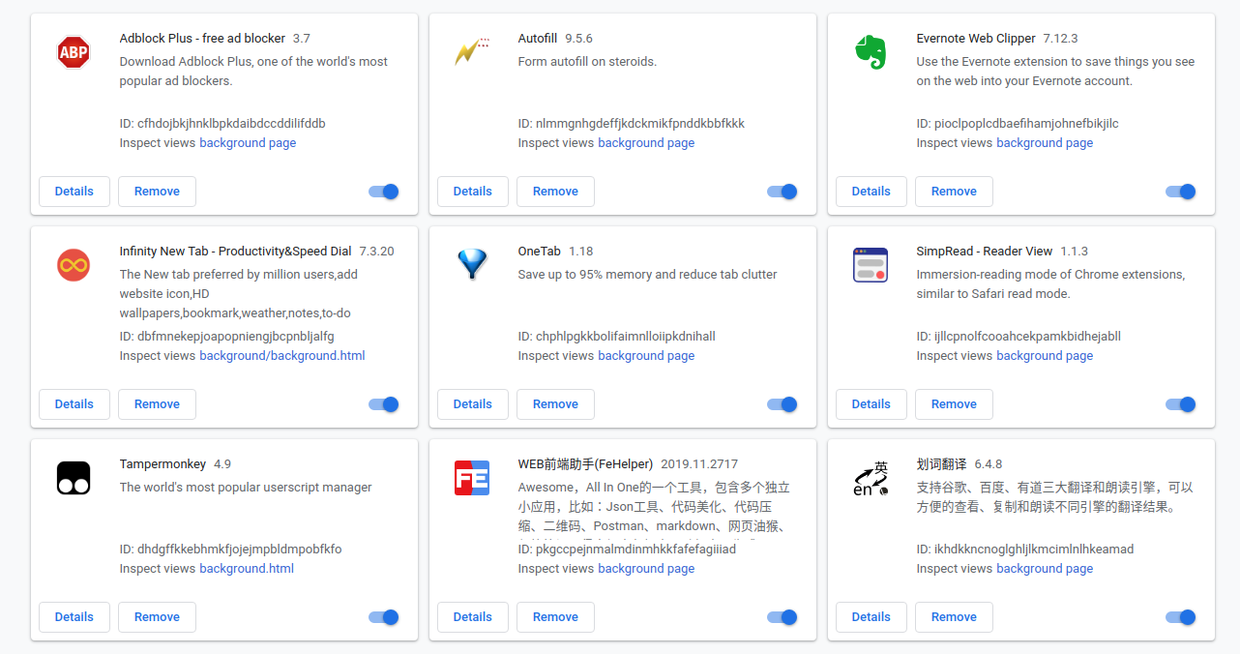 ABP
Adblock Plus - free ad blocker 3.7
Download Adblock Plus, one of the world's most
popular ad blockers.
ID: cfhdojbkjhnklbpkdaibdccddilifddb
Inspect views background page
Details Remove
Autofill 9.5.6
Form autofill on steroids.
ID: nlmmgnhgdeffjkdckmikfpnddkbbfkkk
Inspect views background page
Details Remove
Evernote Web Clipper 7.12.3
Use the Evernote extension to save things you see
on the web into your Evernote account.
ID: pioclpoplcdbaefihamjohnefbikjilc
Inspect views background page
Details Remove
Infinity New Tab - Productivity&Speed Dial 7.3.20
The New tab preferred by million users,add
website icon,HD
wallpapers,bookmark,weather,notes,to-do
ID: dbfmnekepjoapopniengjbcpnbljalfg
Inspect views background/background.html
Details Remove
OneTab 1.18
Save up to 95% memory and reduce tab clutter
ID: chphlpgkkbolifaimnlloiipkdnihall
Inspect views background page
Details Remove
SimpRead - Reader View 1.1.3
Immersion-reading mode of Chrome extensions,
similar to Safari read mode.
ID: ijllcpnolfcooahcekpamkbidhejabll
Inspect views background page
Details Remove
Tampermonkey 4.9
The world's most popular userscript manager
ID: dhdgffkkebhmkfjojejmpbldmpobfkfo
Inspect views background.html
Details Remove
FE
WEB前端助手(FeHelper) 2019.11.2717
Awesome，All In One的一个工具，包含多个独立
小应用，比如：Json工具、代码美化、代码压
缩、二维码、Postman、markdown、网页油猴、
ID: pkgccpejnmalmdinmhkkfafefagiiiad
Inspect views background page
Details Remove
英
en
划词翻译 6.4.8
支持谷歌、百度、有道三大翻译和朗读引擎，可以
方便的查看、复制和朗读不同引擎的翻译结果。
ID: ikhdkkncnoglghljlkmcimlnlhkeamad
Inspect views background page
Details Remove